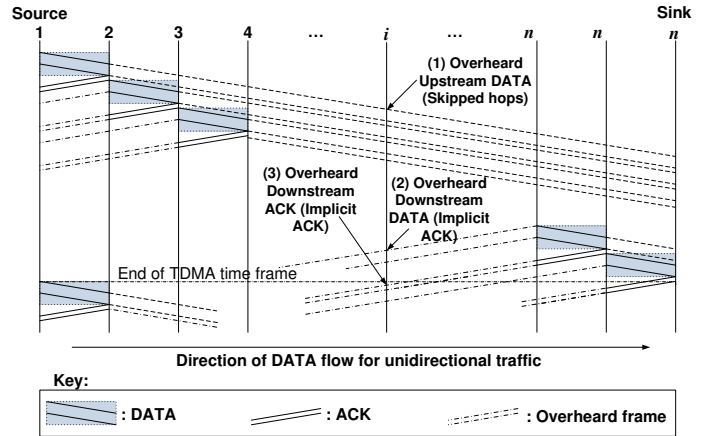 Source
Sink
1 2 3 4 ... i ... n n n
(1) Overheard
Upstream DATA
(Skipped hops)
(3) Overheard
Downstream
ACK (Implicit
ACK)
(2) Overheard
Downstream
DATA (Implicit
ACK)
End of TDMA time frame
Direction of DATA flow for unidirectional traffic
Key:
: DATA
: ACK
: Overheard frame